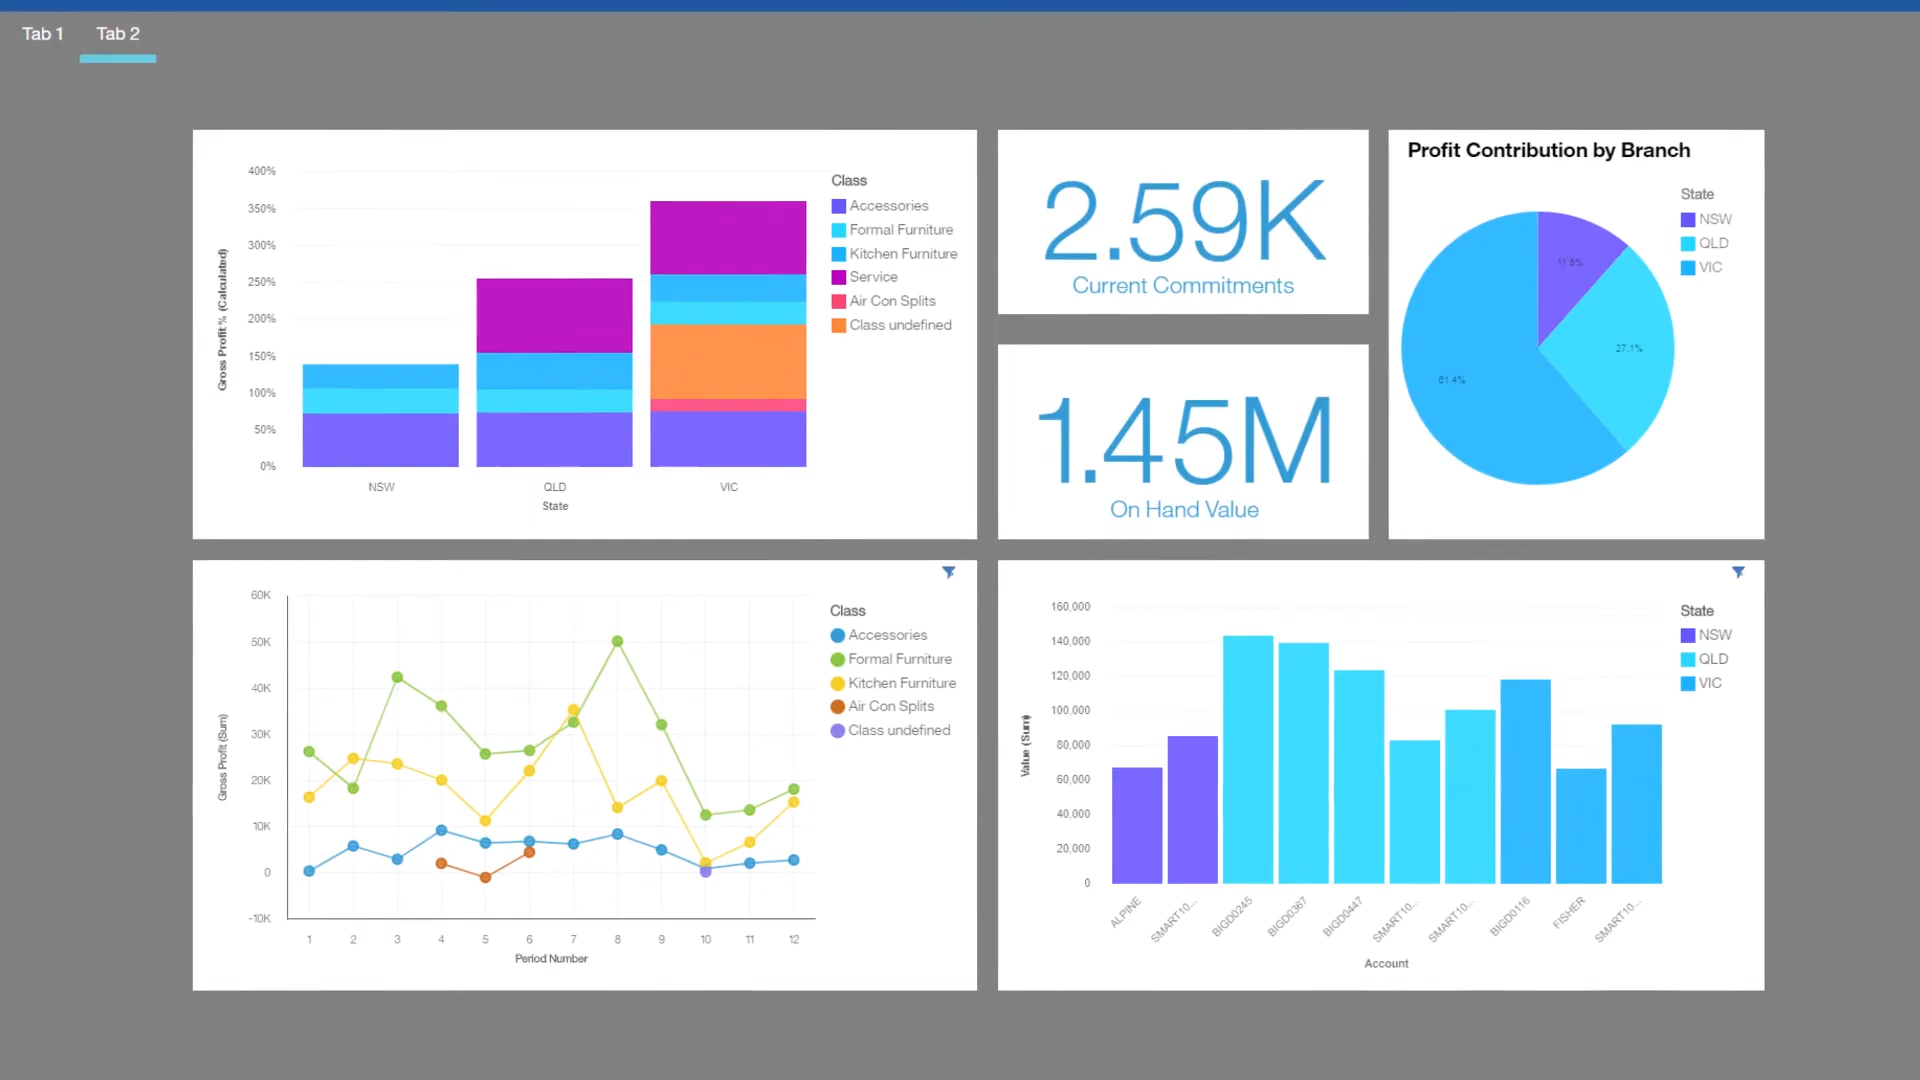 Tab 1
Tab 2
400%
350%
300%
250%
200%
150%
100%
50%
0%
Gross Profit % (Calculated)
NSW
QLD
VIC
State
Class
Accessories
Formal Furniture
Kitchen Furniture
Service
Air Con Splits
Class undefined
2.59K
Current Commitments
1.45M
On Hand Value
Profit Contribution by Branch
State
NSW
QLD
VIC
11.5%
27.1%
61.4%
60K
50K
40K
30K
20K
10K
0
-10K
Gross Profit (Sum)
1
2
3
4
5
6
7
8
9
10
11
12
Period Number
Class
Accessories
Formal Furniture
Kitchen Furniture
Air Con Splits
Class undefined
160,000
140,000
120,000
100,000
80,000
60,000
40,000
20,000
0
Value (Sum)
ALPINE
SMART10...
BIGD0245
BIGD0367
BIGD0447
SMART10...
SMART10...
BIGD0116
FISHER
SMART10...
Account
State
NSW
QLD
VIC